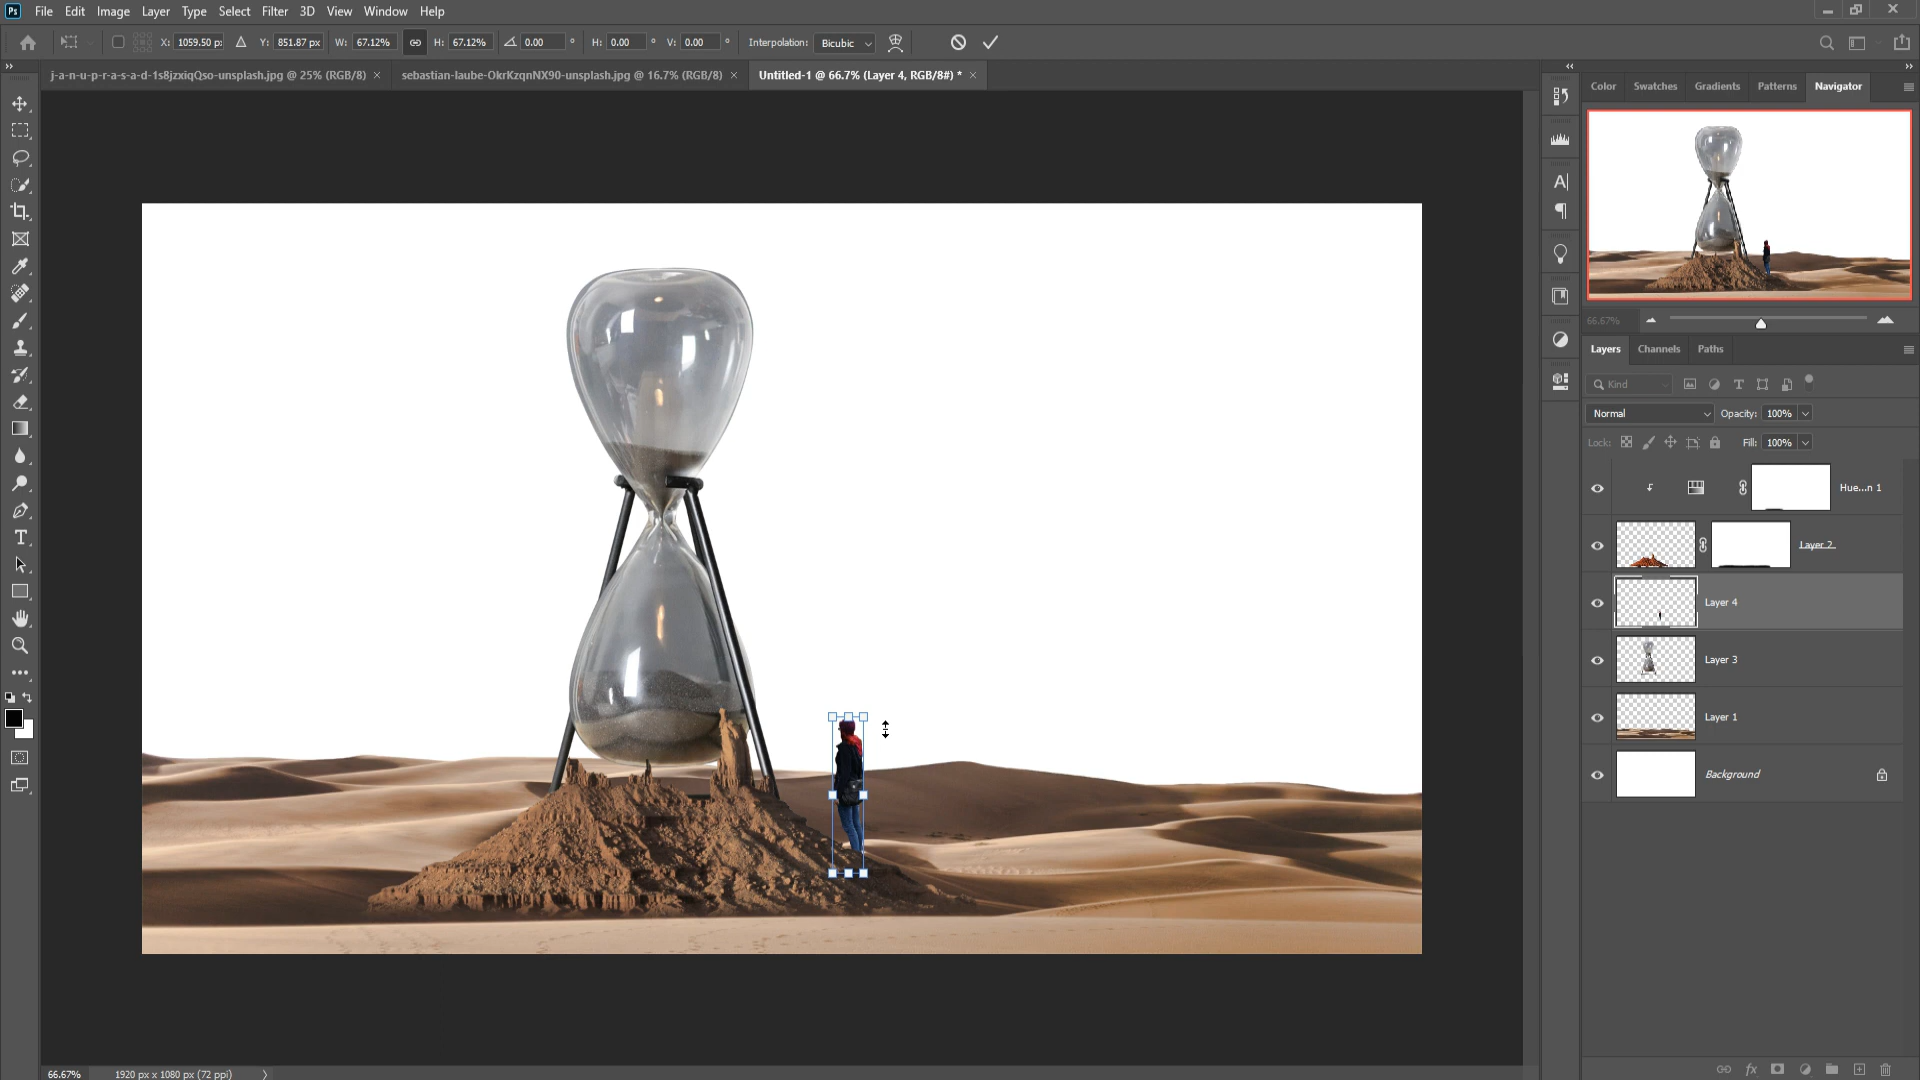 Ps File Edit Image Layer Type Select Filter 3D View Window Help
X: 1059.50 px Y: 851.87 px W: 67.12% H: 67.12% 0.00 ° H: 0.00 ° V: 0.00 ° Interpolation: Bicubic
j-a-n-u-p-r-a-s-a-d-1s8jzxiqQso-unsplash.jpg @ 25% (RGB/8) × sebastian-laube-OkrKzqnNX90-unsplash.jpg @ 16.7% (RGB/8) × Untitled-1 @ 66.7% (Layer 4, RGB/8#) * ×
Color Swatches Gradients Patterns Navigator
66.67%
Layers Channels Paths
Kind
Normal Opacity: 100%
Lock: Fill: 100%
Hue...n 1
Layer 2
Layer 4
Layer 3
Layer 1
Background
66.67% 1920 px x 1080 px (72 ppi)